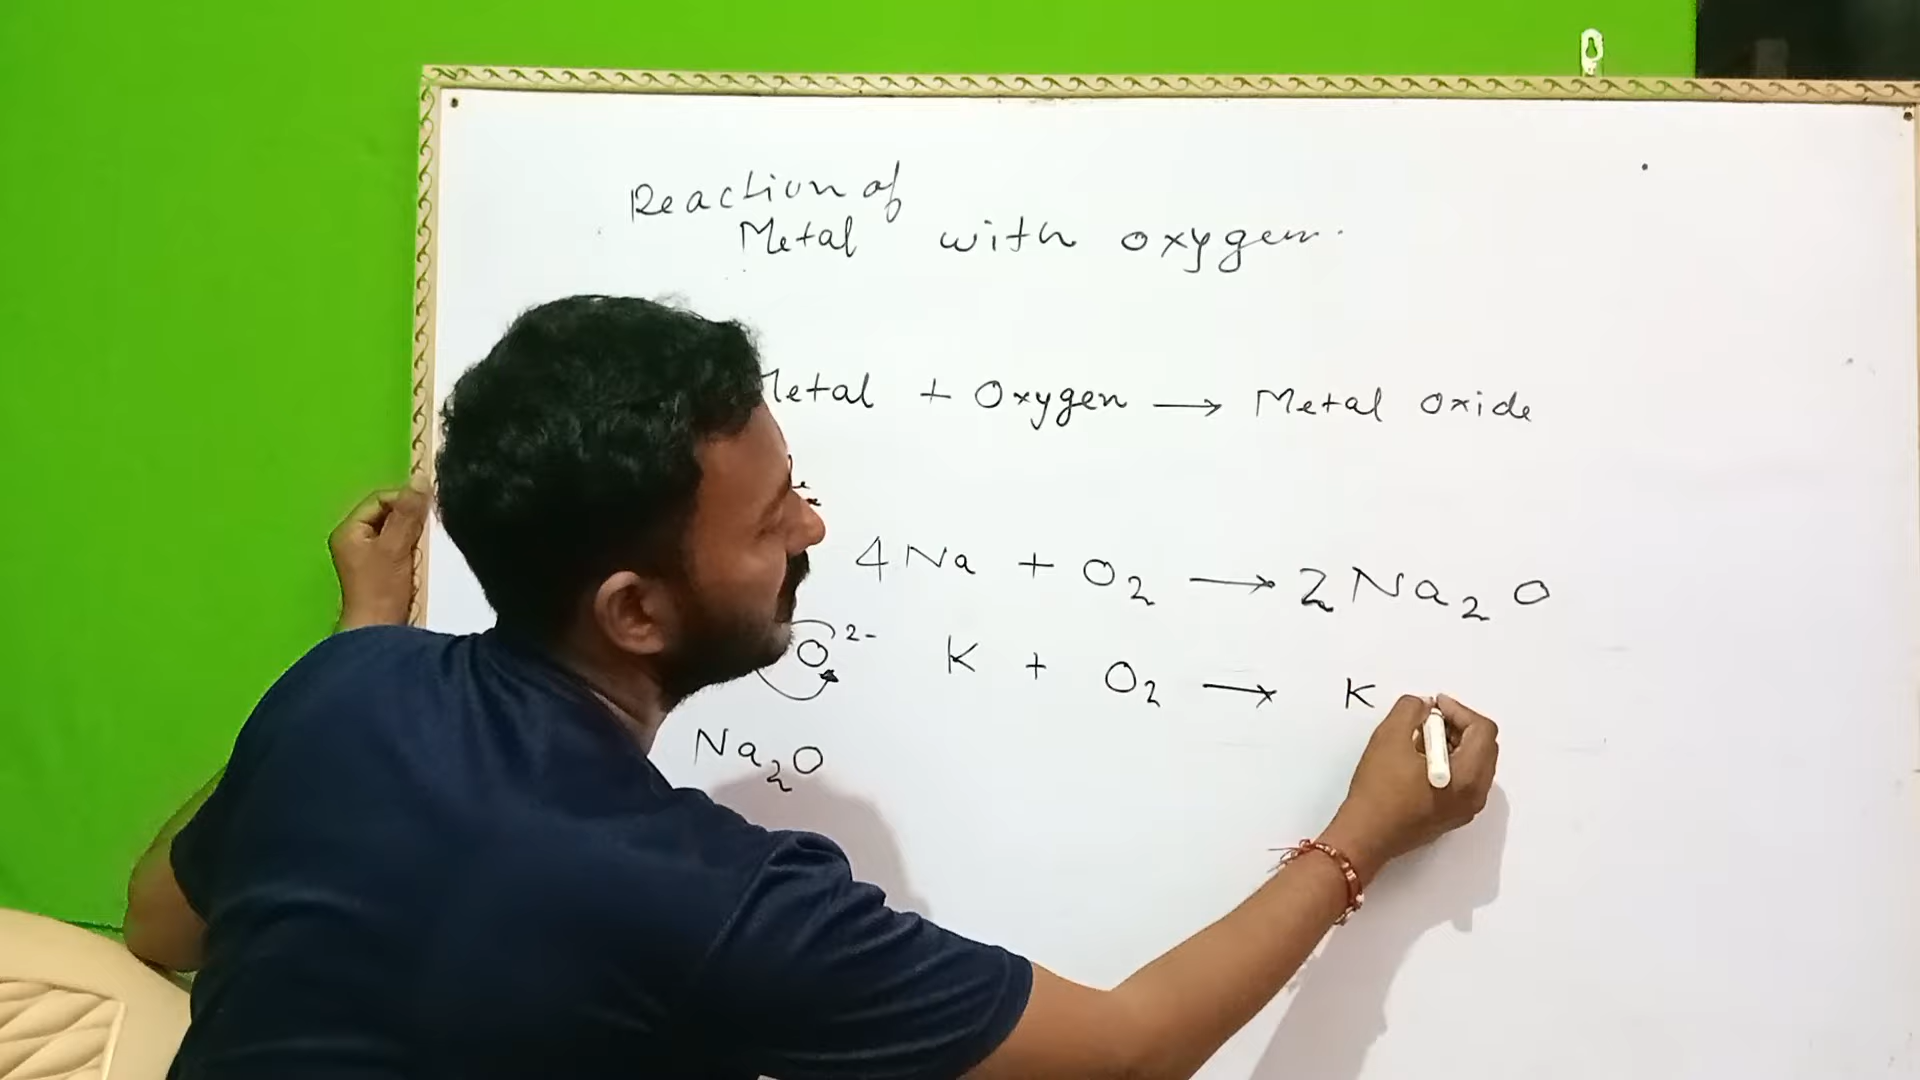 Reaction of
Metal with oxygen.
Metal + Oxygen → Metal oxide
4Na + O₂ → 2Na₂O
O²⁻ K + O₂ → K
Na₂O